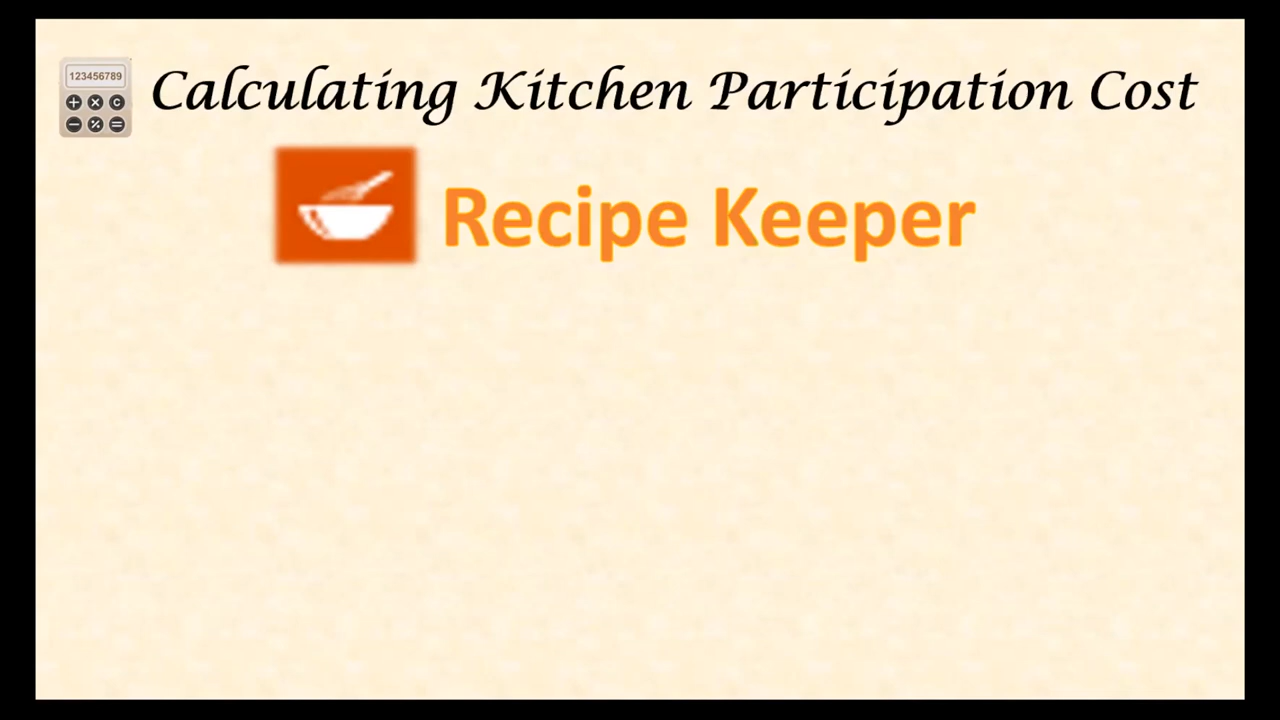 123456789
Calculating Kitchen Participation Cost
+ × C
− % =
Recipe Keeper